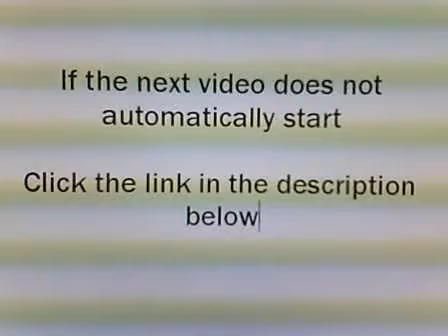 If the next video does not
automatically start
Click the link in the description
below